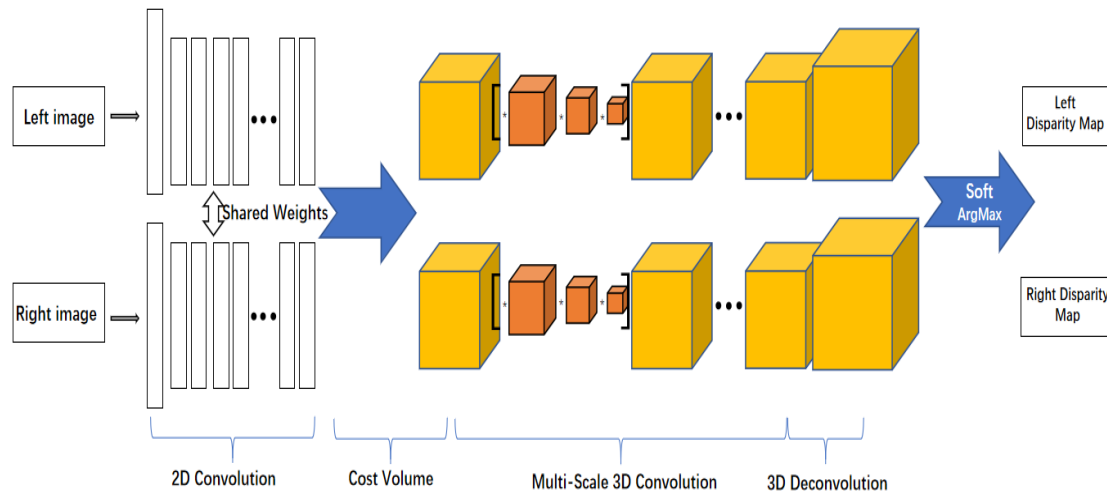 Left image
Shared Weights
Right image
Soft
ArgMax
Left
Disparity Map
Right Disparity
Map
2D Convolution
Cost Volume
Multi-Scale 3D Convolution
3D Deconvolution